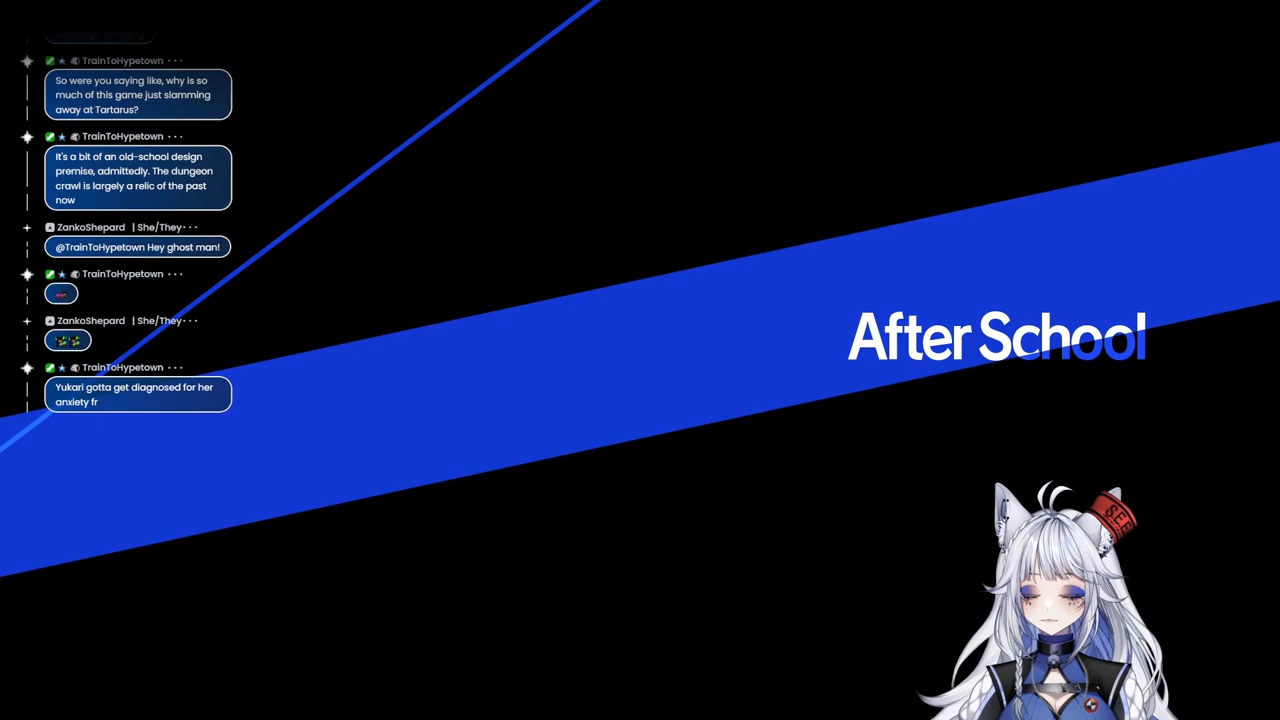 TrainToHypetown
So were you saying like, why is so
much of this game just slamming
away at Tartarus?
TrainToHypetown
It's a bit of an old-school design
premise, admittedly. The dungeon
crawl is largely a relic of the past
now
ZankoShepard | She/They
@TrainToHypetown Hey ghost man!
TrainToHypetown
ZankoShepard | She/They
TrainToHypetown
Yukari gotta get diagnosed for her
anxiety fr
After School
SEE